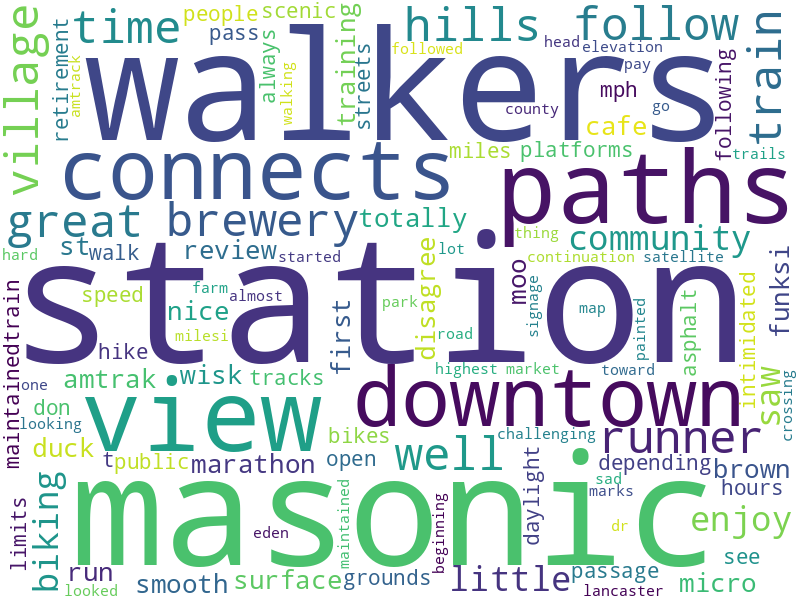 village
time
people
scenic
pass
retirement
amtrack
walkers
always
walking
training
streets
hills
follow
followed
head
elevation
pay
county
mph
go
cafe
following
train
connects
miles
platforms
trails
paths
great
brewery
totally
thing
community
st
walk
review
started
lot
continuation
satellite
hard
station
speed
farm
almost
nice
milesi
park
disagree
moo
signage
map
painted
road
asphalt
intimidated
funksi
first
hike
maintainedtrain
one
looking
amtrak
wisk
tracks
highest
market
toward
downtown
saw
crossing
don
view
duck
t
public
bikes
marathon
open
well
challenging
runner
daylight
depending
sad
marks
brown
hours
masonic
limits
biking
eden
maintained
beginning
dr
enjoy
see
run
looked
smooth
surface
grounds
little
passage
lancaster
micro